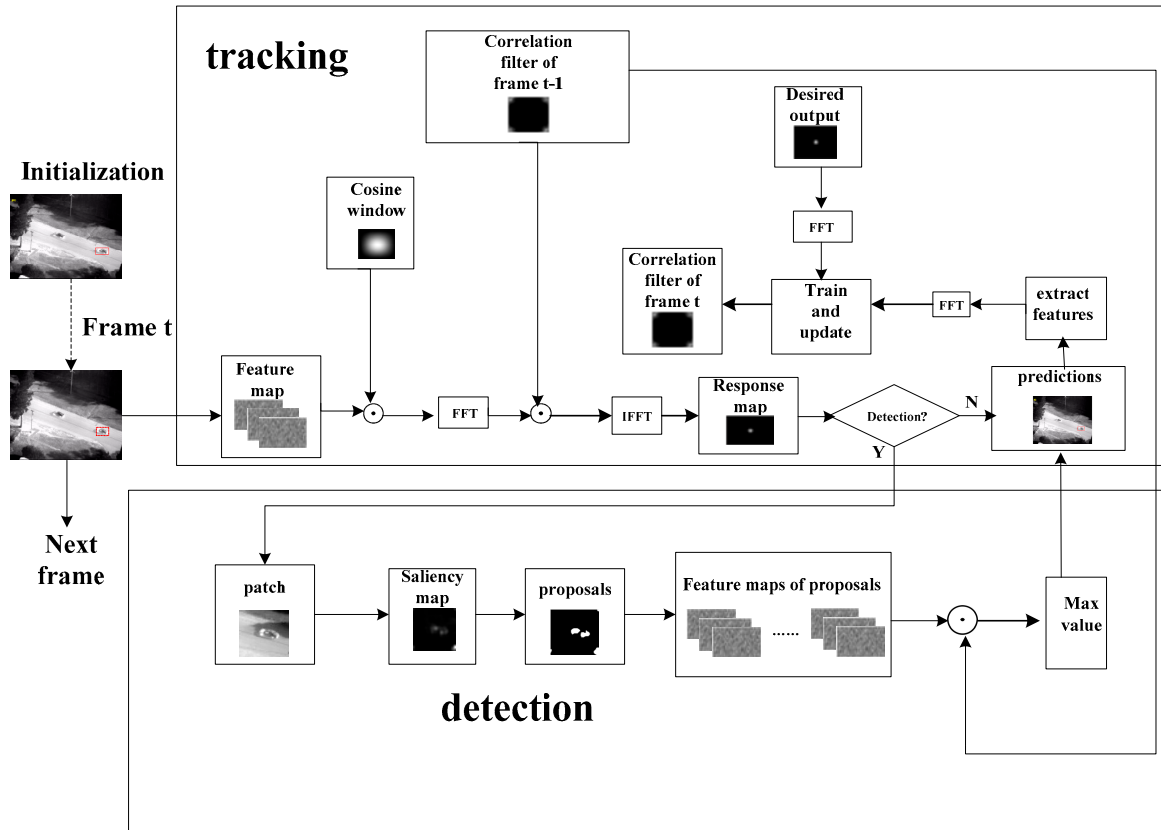 tracking
Correlation
filter of
frame t-1
Desired
output
Initialization
Cosine
window
FFT
Correlation
filter of
frame t
Train
and
update
FFT
extract
features
Frame t
Feature
map
FFT
IFFT
Response
map
Detection?
N
Y
predictions
Next
frame
patch
Saliency
map
proposals
Feature maps of proposals
......
Max
value
detection